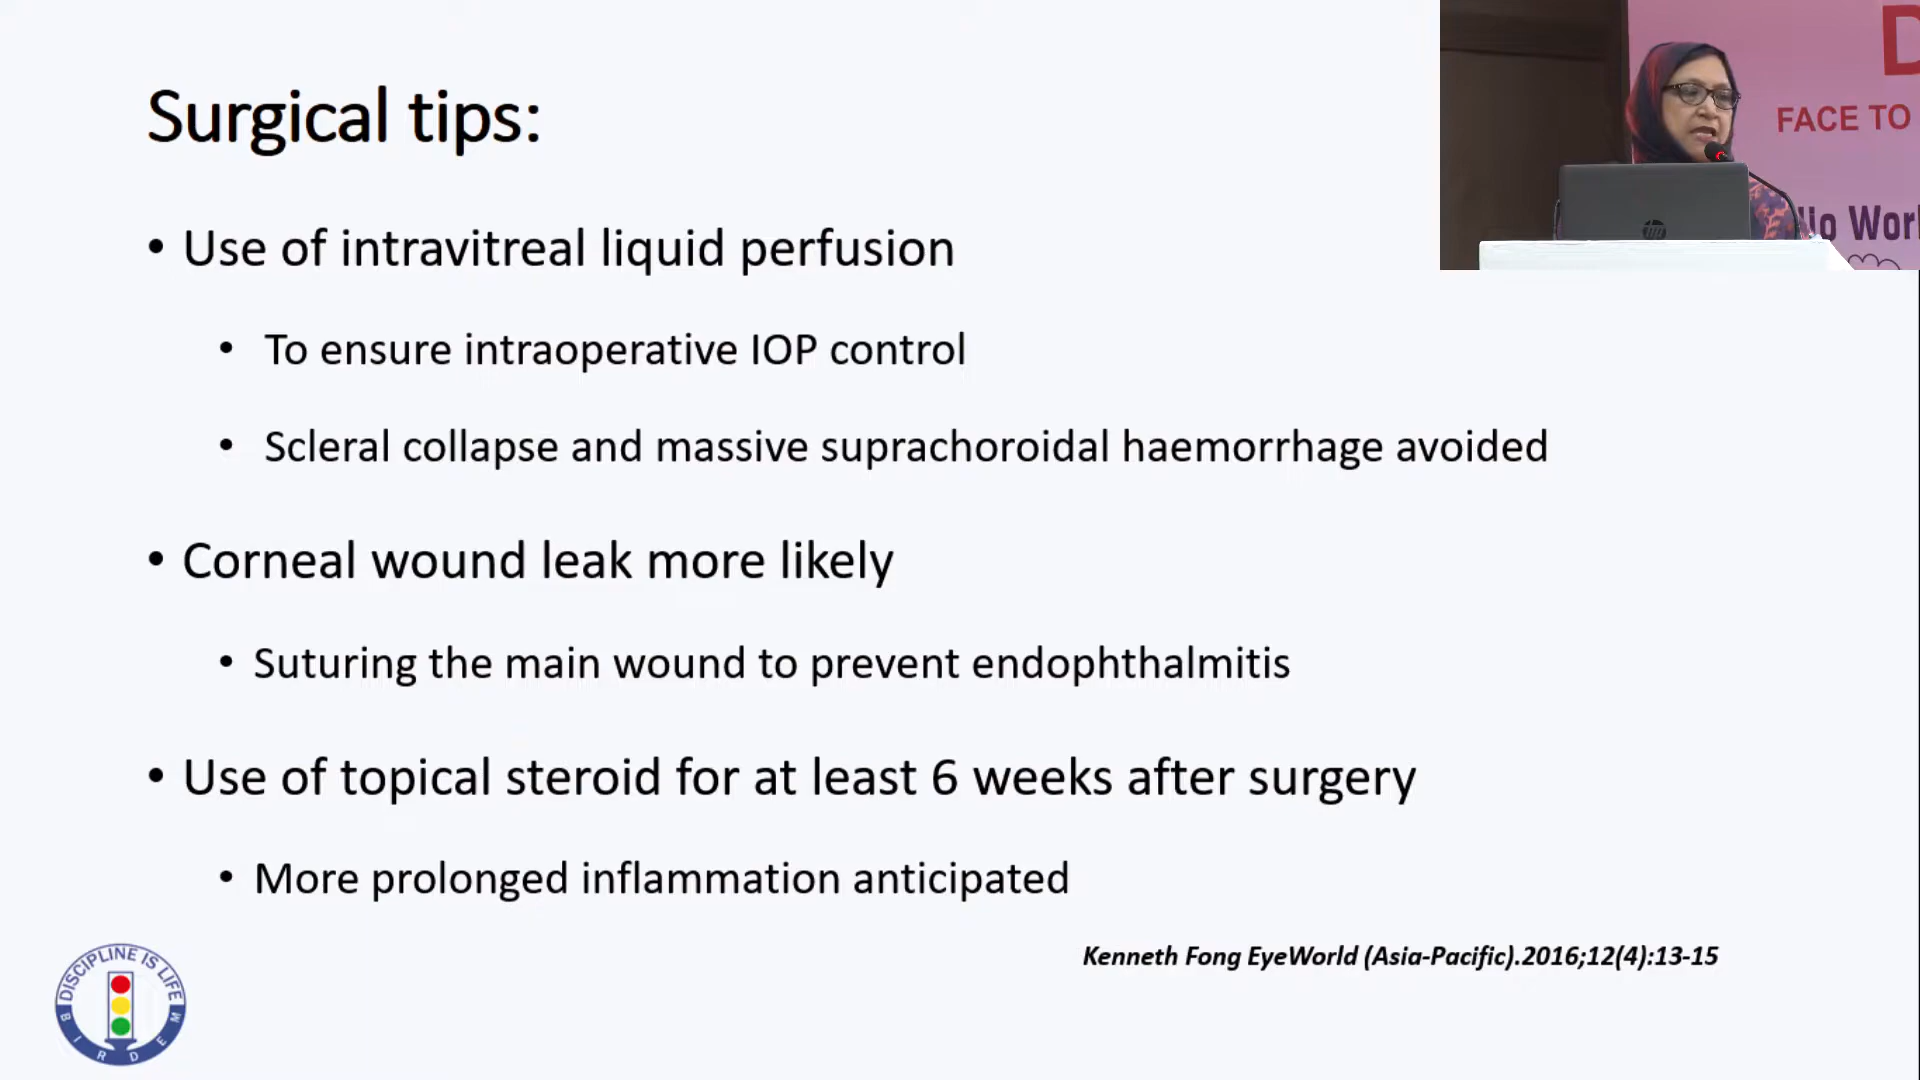 Surgical tips:
• Use of intravitreal liquid perfusion
• To ensure intraoperative IOP control
• Scleral collapse and massive suprachoroidal haemorrhage avoided
• Corneal wound leak more likely
• Suturing the main wound to prevent endophthalmitis
• Use of topical steroid for at least 6 weeks after surgery
• More prolonged inflammation anticipated
Kenneth Fong EyeWorld (Asia-Pacific).2016;12(4):13-15
DISCIPLINE IS LIFE
BIRDEM
D
FACE TO
hp